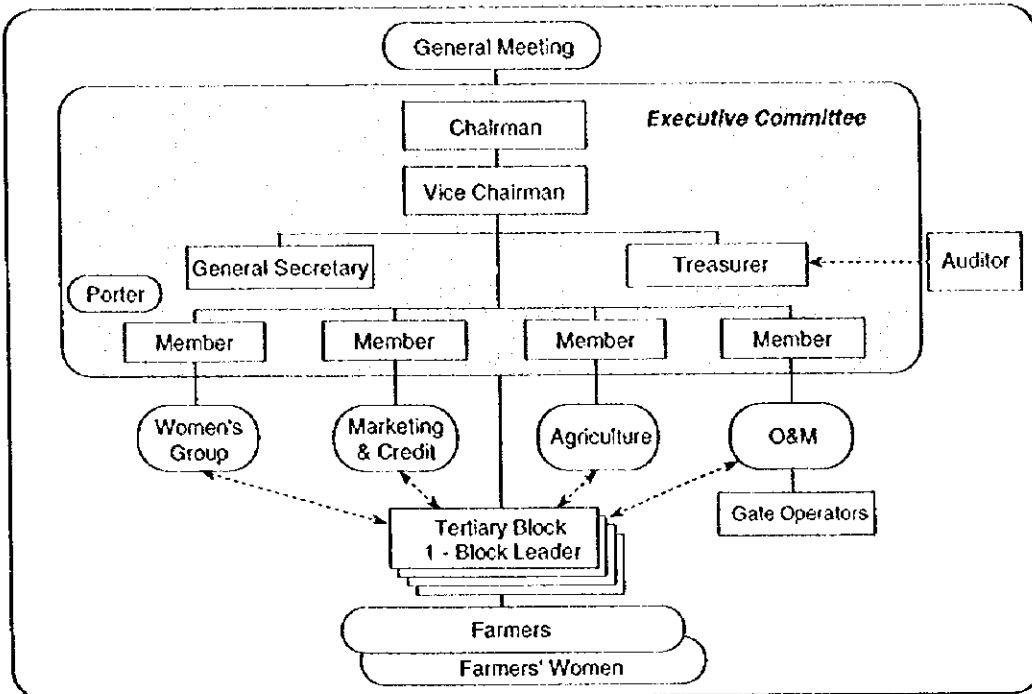 General Meeting
Executive Committee
Chairman
Vice Chairman
General Secretary
Treasurer
Auditor
Porter
Member
Member
Member
Member
Women's
Group
Marketing
& Credit
Agriculture
O&M
Gate Operators
Tertiary Block
1 - Block Leader
Farmers
Farmers' Women